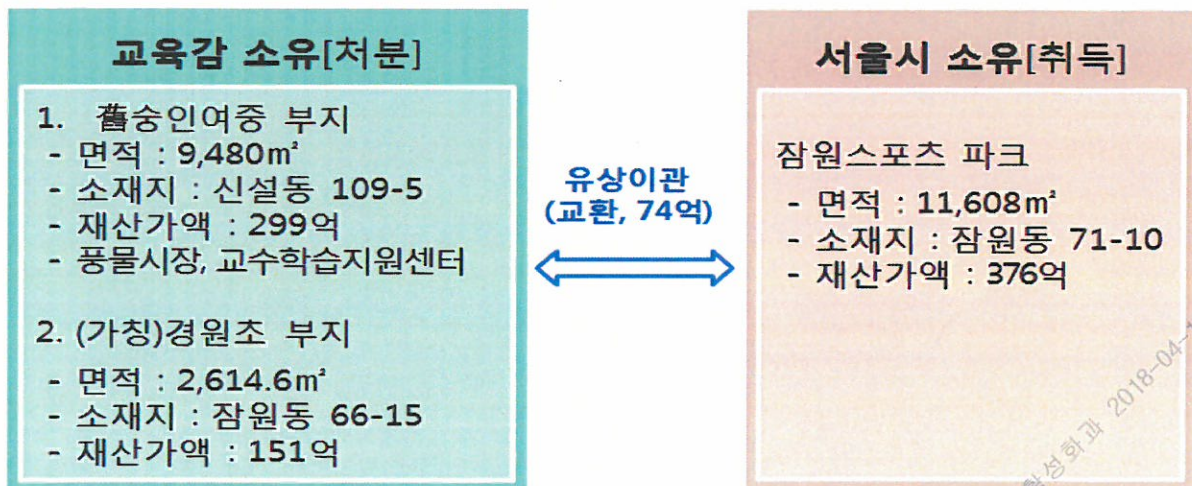 교육감 소유[처분]
1. 舊숭인여중 부지
- 면적 : 9,480㎡
- 소재지 : 신설동 109-5
- 재산가액 : 299억
- 풍물시장, 교수학습지원센터
2. (가칭)경원초 부지
- 면적 : 2,614.6㎡
- 소재지 : 잠원동 66-15
- 재산가액 : 151억
유상이관
(교환, 74억)
서울시 소유[취득]
잠원스포츠 파크
- 면적 : 11,608㎡
- 소재지 : 잠원동 71-10
- 재산가액 : 376억
성화과 2018-04-